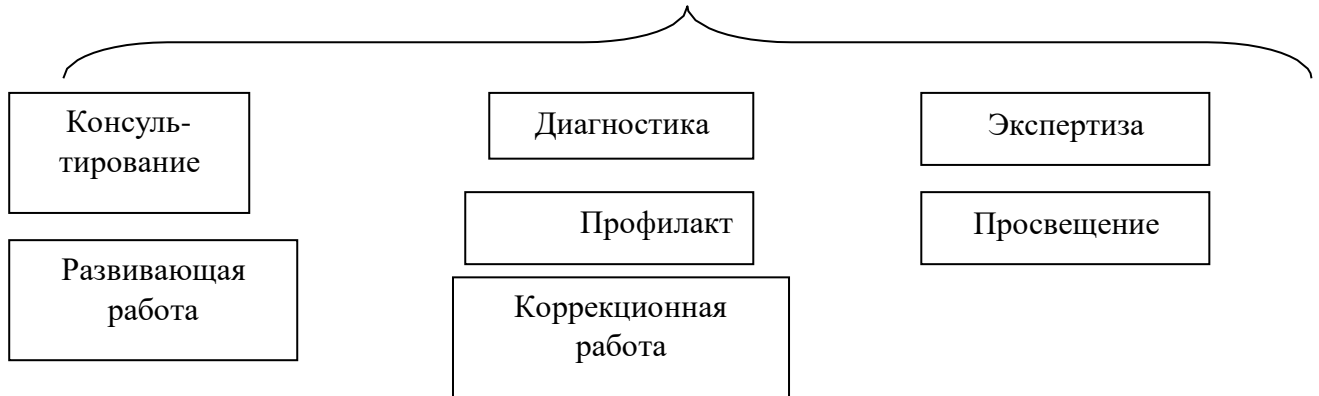 Консуль-
тирование
Диагностика
Экспертиза
Профилакт
Просвещение
Развивающая
работа
Коррекционная
работа